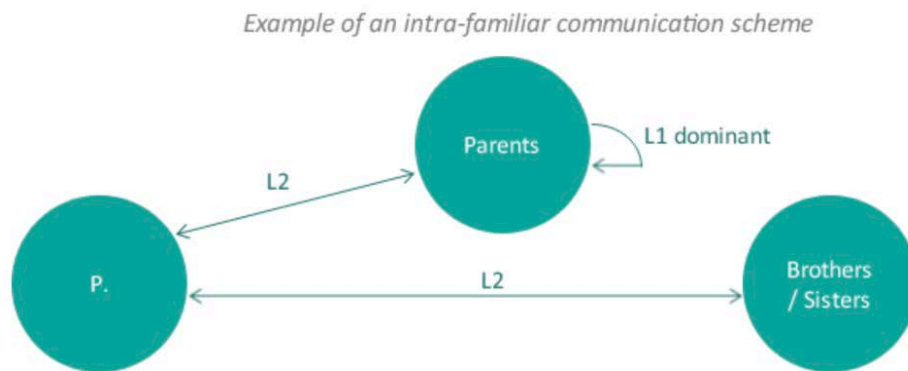 Example of an intra-familiar communication scheme
Parents
L1 dominant
L2
P.
L2
Brothers
/ Sisters